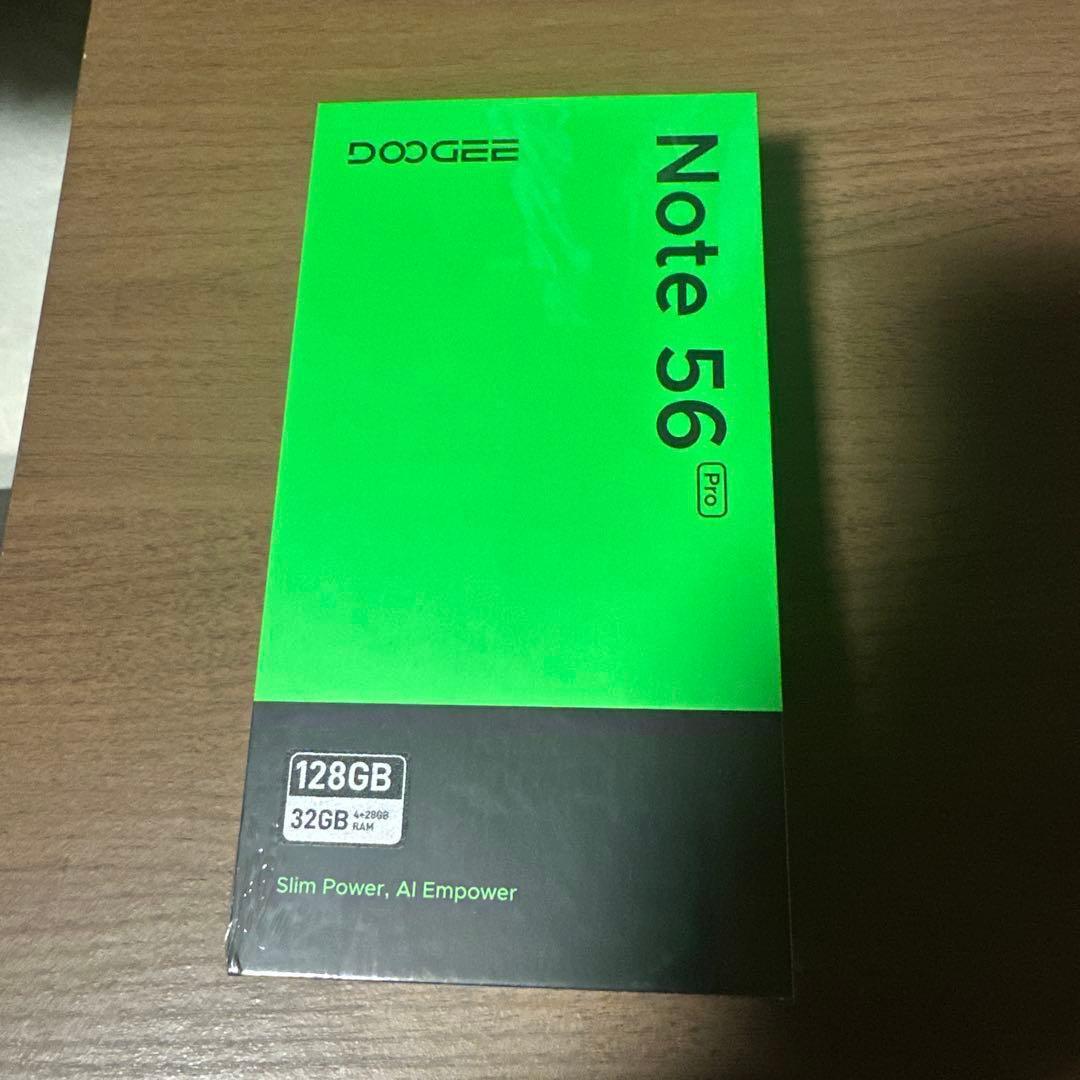 DOOGEE
Note 56 Pro
128GB
32GB 4+28GB RAM
Slim Power, AI Empower